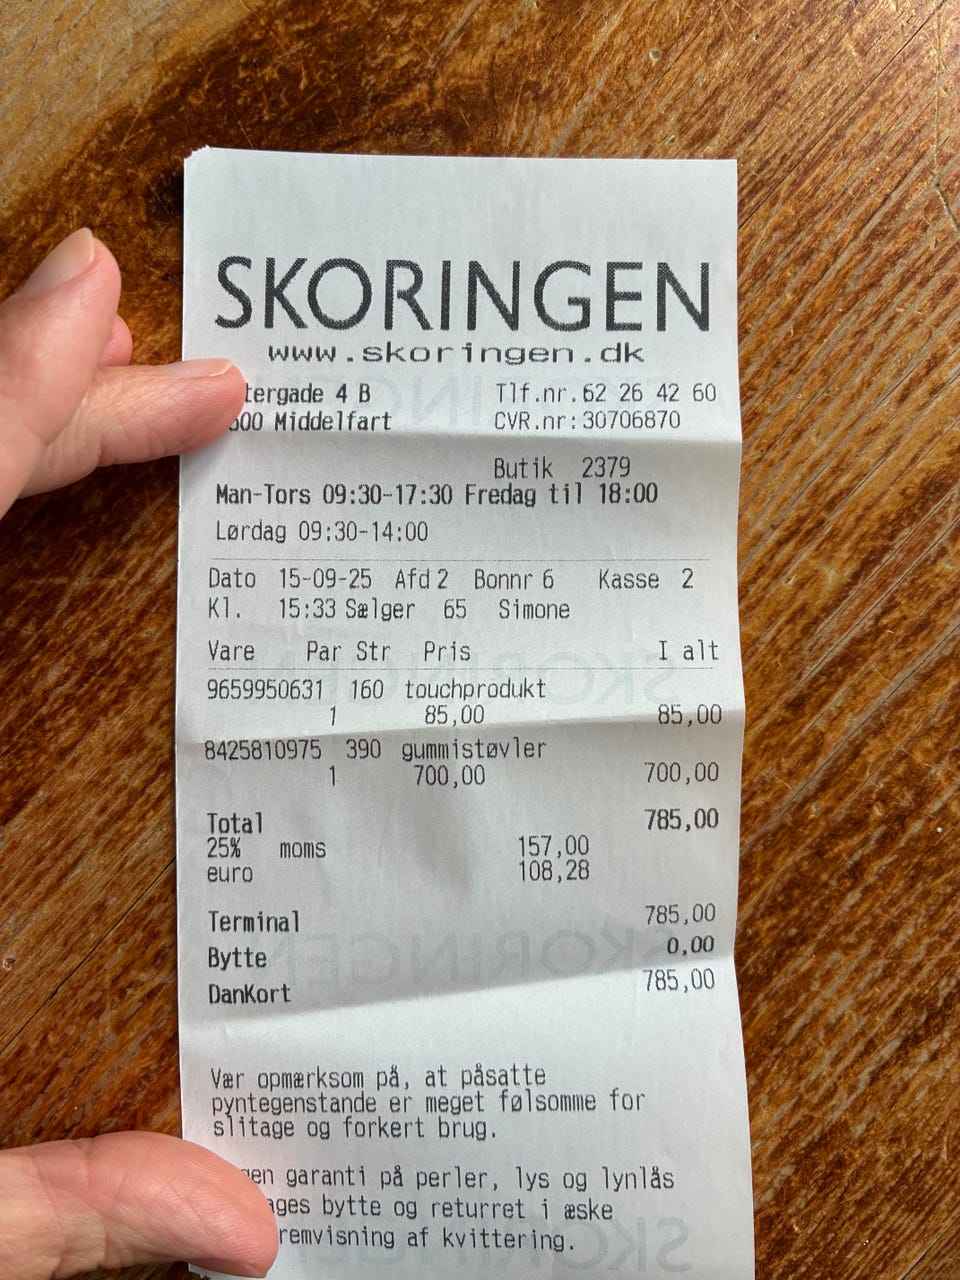 SKORINGEN
www.skoringen.dk
tergade 4 B Tlf.nr. 62 26 42 60
500 Middelfart CVR.nr: 30706870
Butik 2379
Man-Tors 09:30-17:30 Fredag til 18:00
Lørdag 09:30-14:00
Dato 15-09-25 Afd 2 Bonnr 6 Kasse 2
Kl. 15:33 Sælger 65 Simone
Vare Par Str Pris I alt
9659950631 160 touchprodukt
1 85,00 85,00
8425810975 390 gummistøvler
1 700,00 700,00
Total 785,00
25% moms 157,00
euro 108,28
Terminal 785,00
Bytte 0,00
DanKort 785,00
Vær opmærksom på, at påsatte
pyntegenstande er meget følsomme for
slitage og forkert brug.
gen garanti på perler, lys og lynlås
ages bytte og returret i æske
remvisning af kvittering.